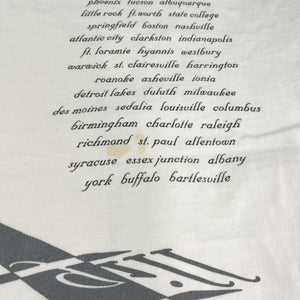 phoenix tucson albuquerque
little rock ft. worth state college
springfield boston nashville
atlantic city clarkston indianapolis
ft. loramie hyannis westbury
warwick st. clairesville harrington
roanoke asheville ionia
detroit lakes duluth milwaukee
des moines sedalia louisville columbus
birmingham charlotte raleigh
richmond st. paul allentown
syracuse essex junction albany
york buffalo bartlesville